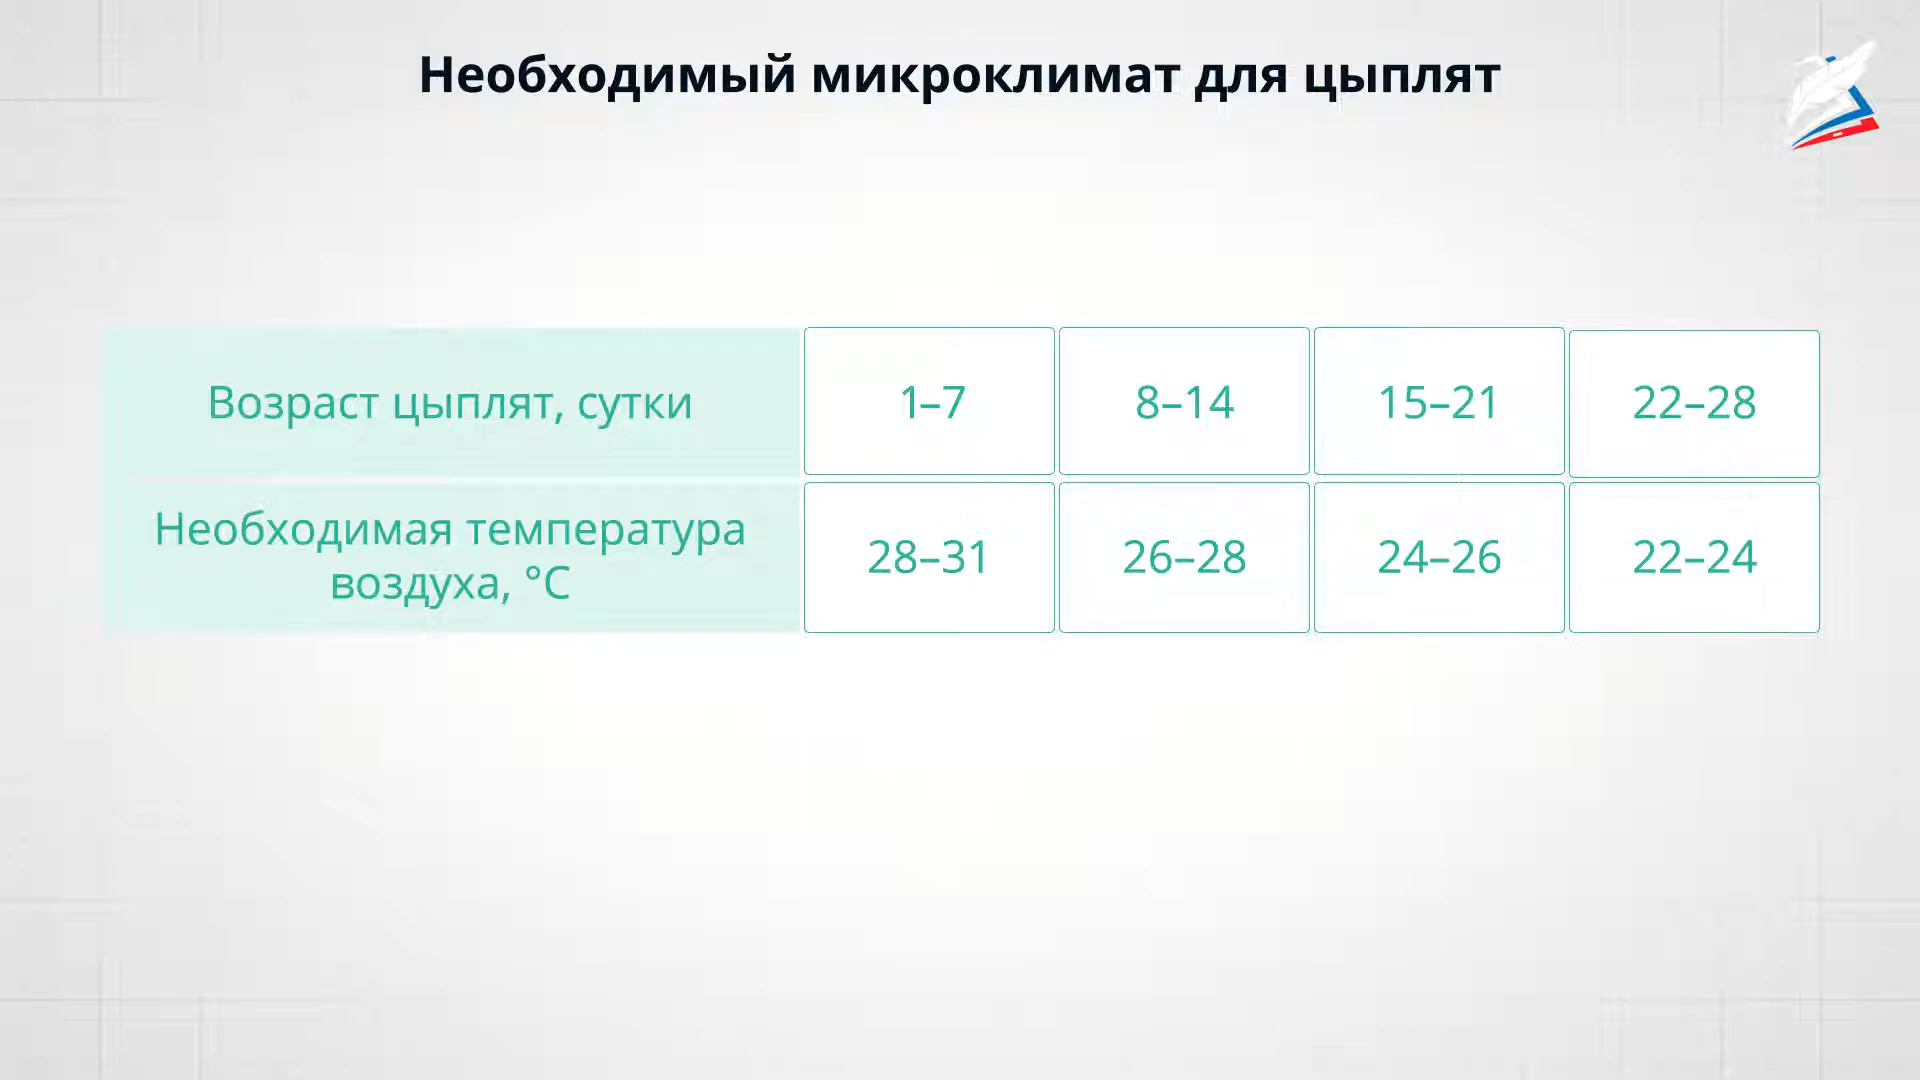 Необходимый микроклимат для цыплят
Возраст цыплят, сутки 1–7 8–14 15–21 22–28
Необходимая температура
воздуха, °C 28–31 26–28 24–26 22–24